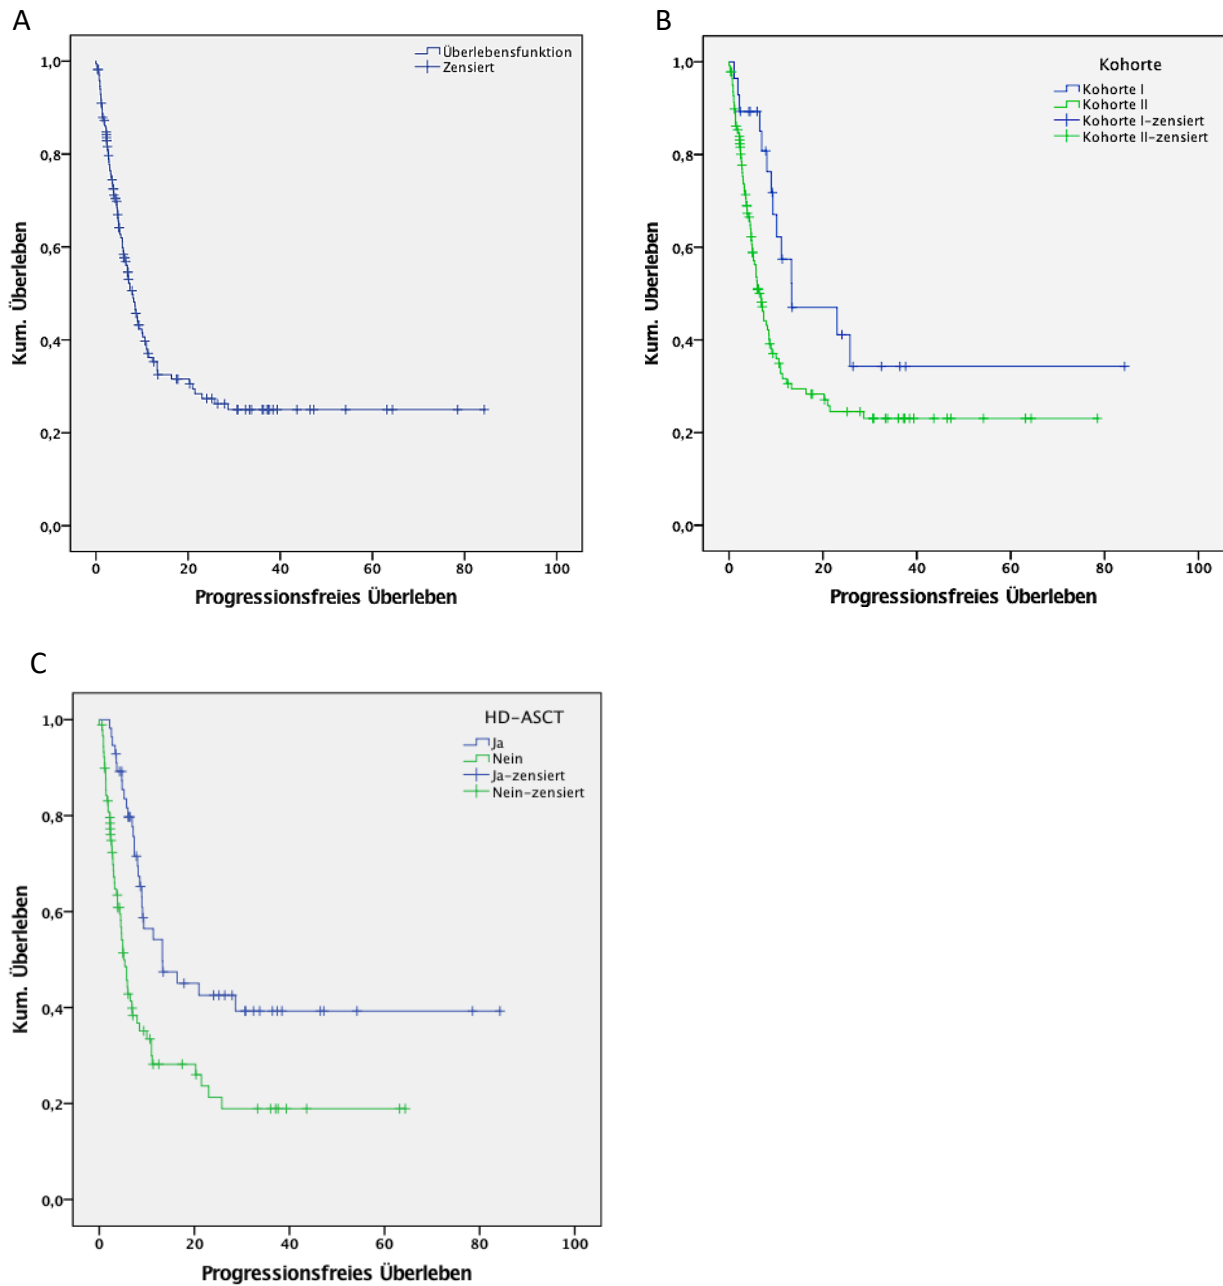 A
Überlebensfunktion
Zensiert
1,0
0,8
0,6
0,4
0,2
0,0
Kum. Überleben
0 20 40 60 80 100
Progressionsfreies Überleben
B
Kohorte
Kohorte I
Kohorte II
Kohorte I-zensiert
Kohorte II-zensiert
1,0
0,8
0,6
0,4
0,2
0,0
Kum. Überleben
0 20 40 60 80 100
Progressionsfreies Überleben
C
HD-ASCT
Ja
Nein
Ja-zensiert
Nein-zensiert
1,0
0,8
0,6
0,4
0,2
0,0
Kum. Überleben
0 20 40 60 80 100
Progressionsfreies Überleben